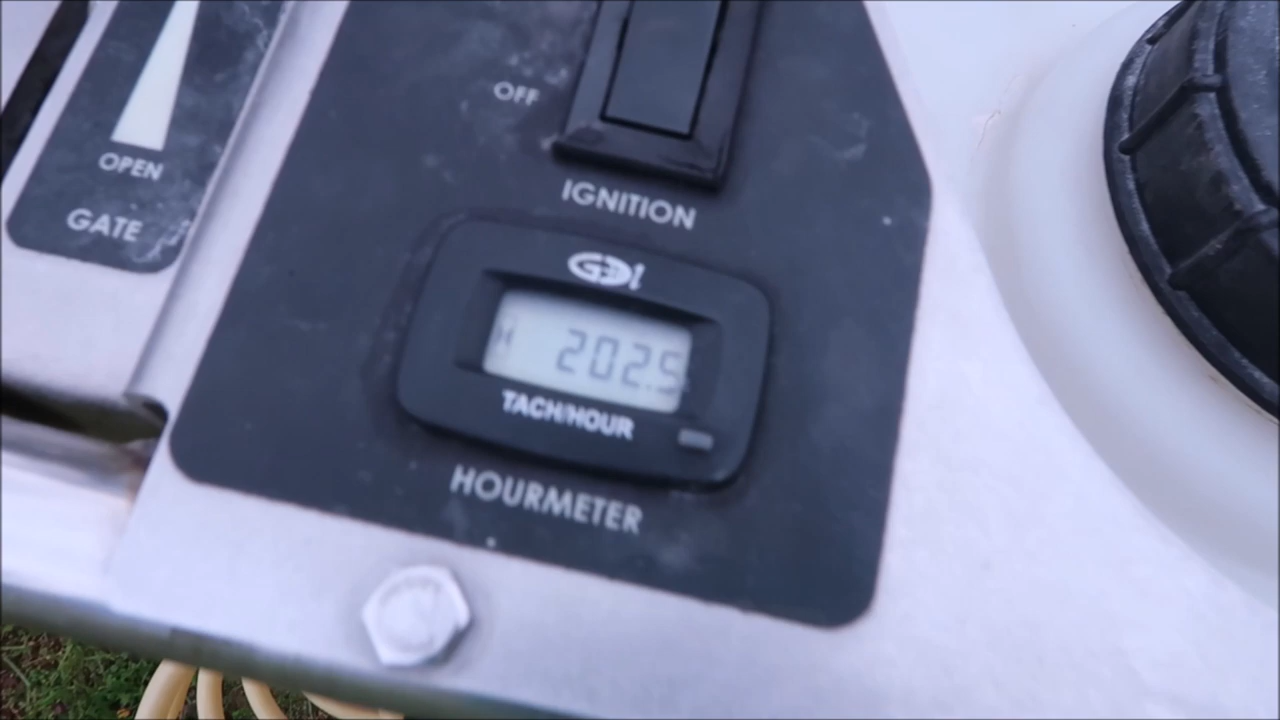 OPEN
GATE
OFF
IGNITION
H 202.5
TACH/HOUR
HOURMETER